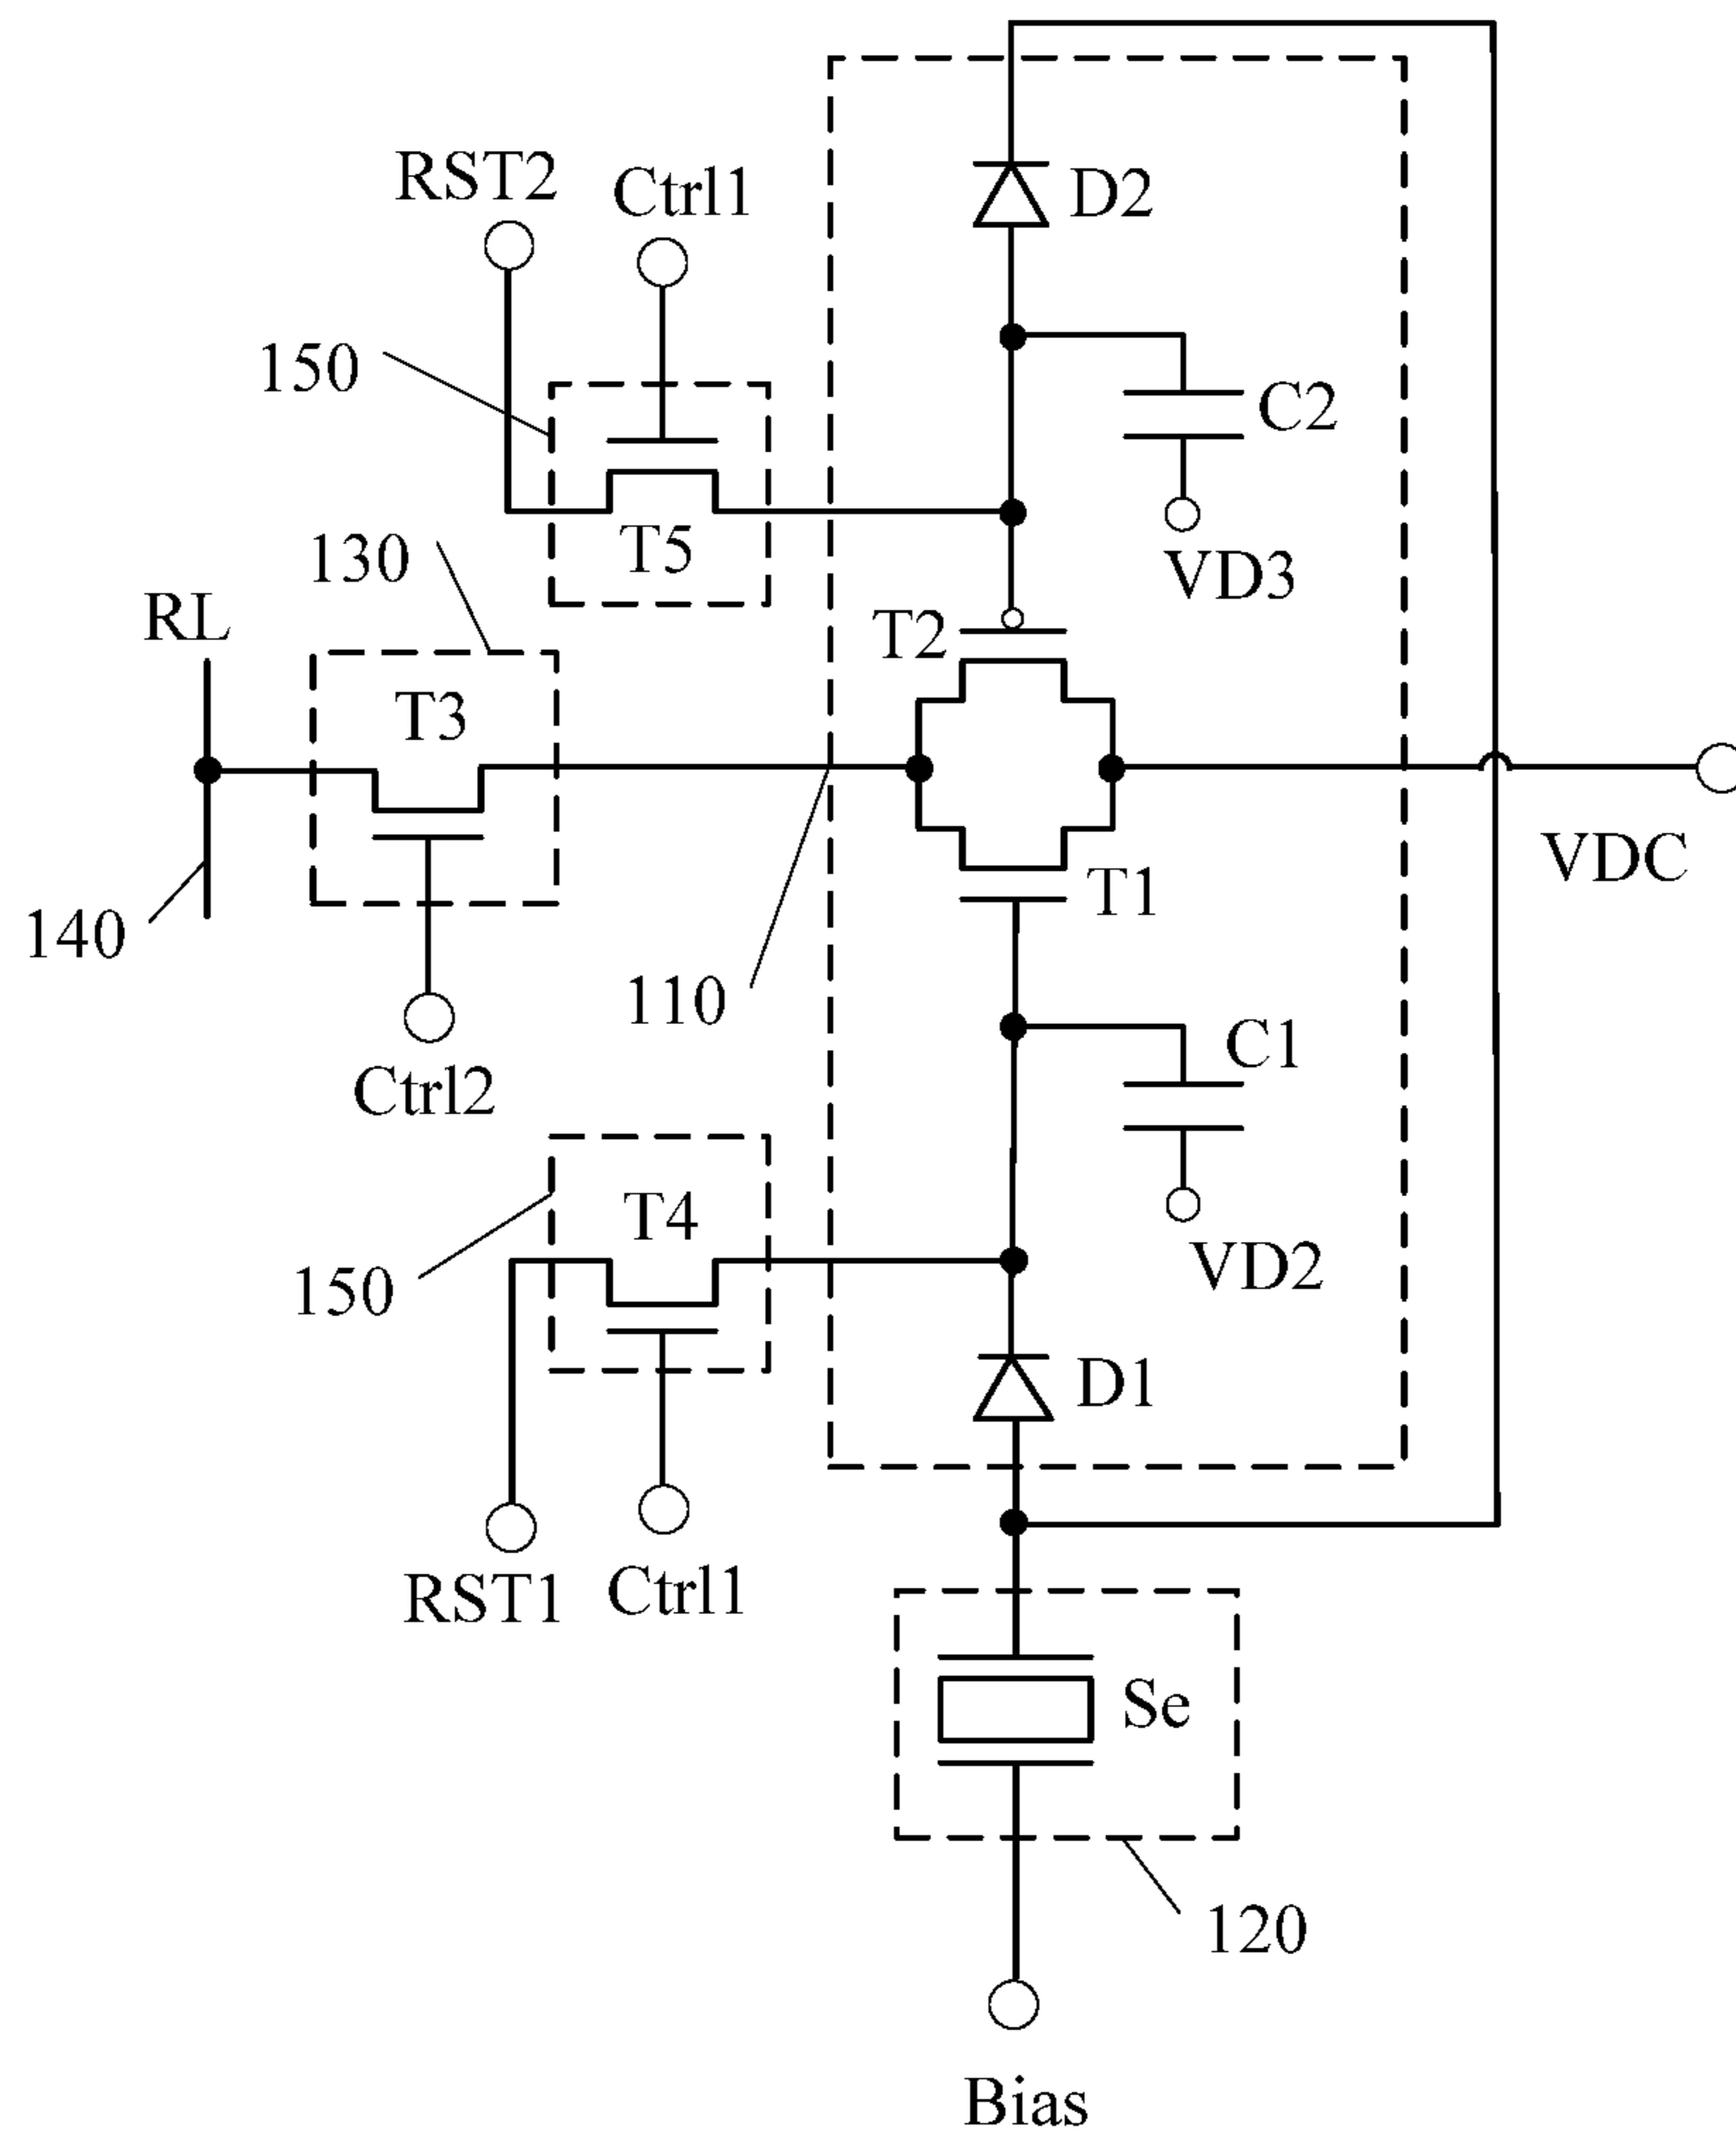 D2
RST2
Ctrl1
150
C2
T5
130
VD3
RL
T2
T3
VDC
T1
140
110
C1
Ctrl2
T4
VD2
150
D1
RST1
Ctrl1
Se
120
Bias